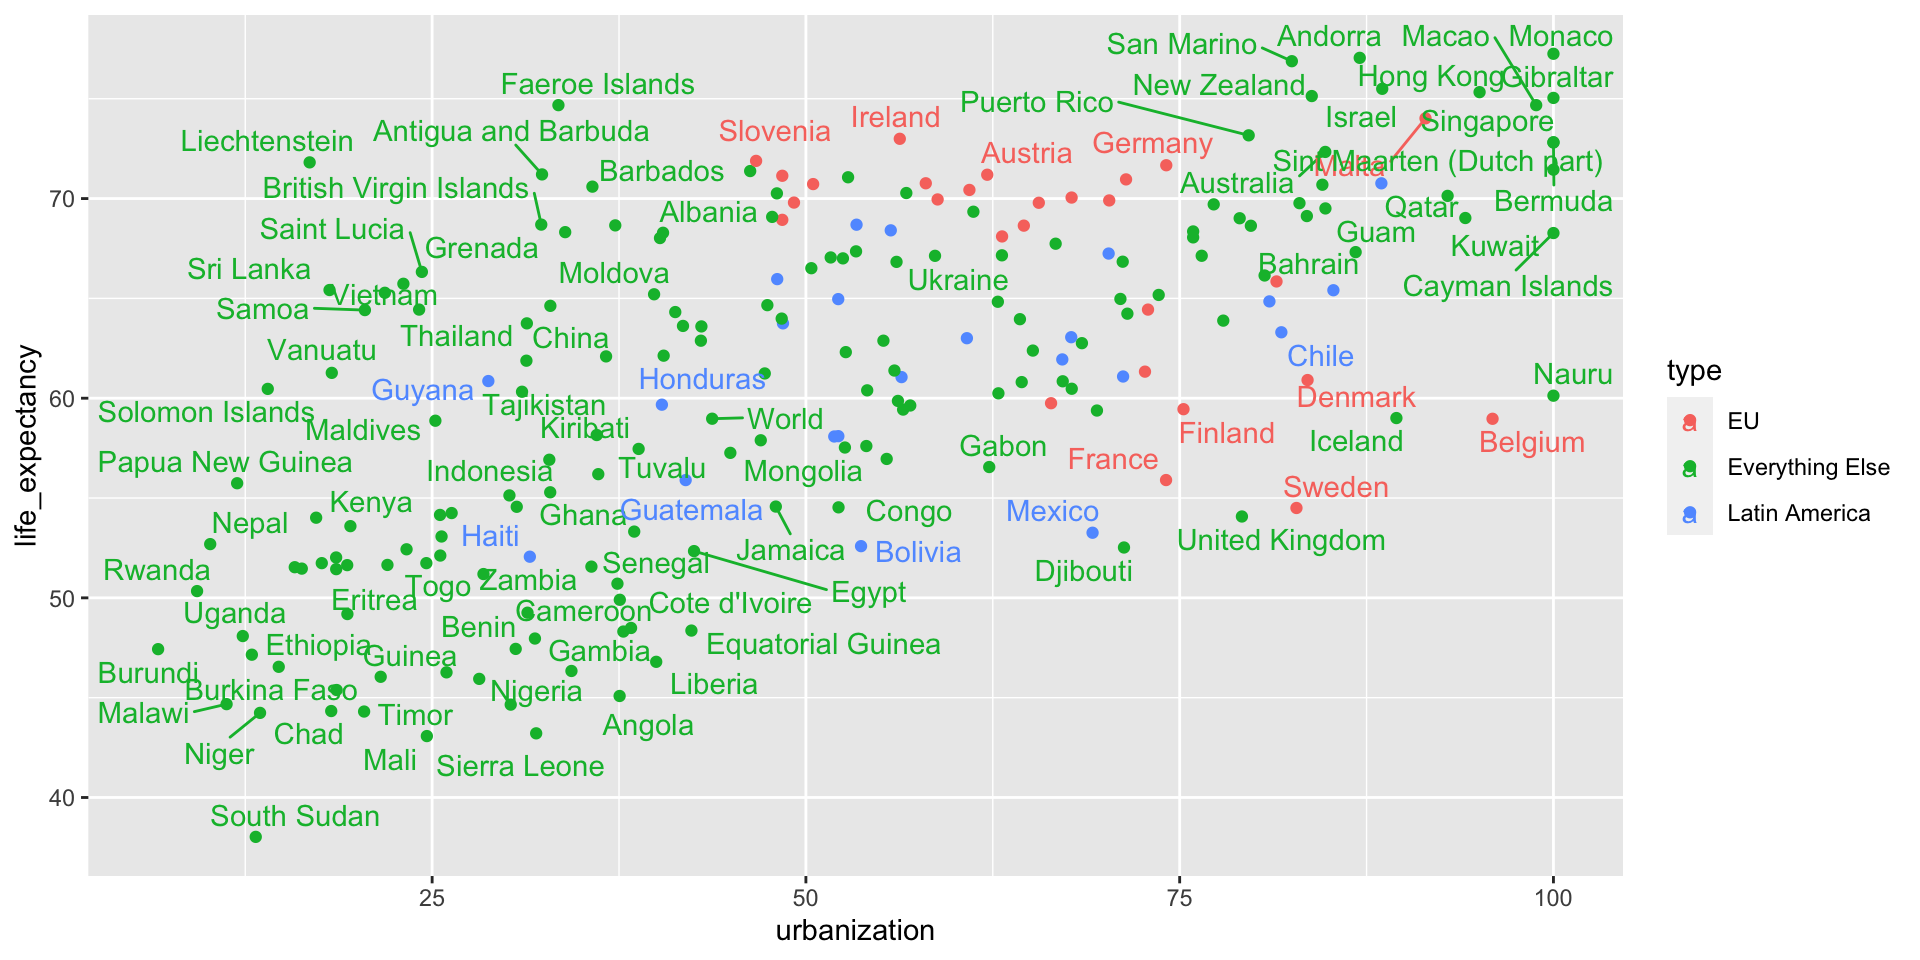 San Marino
Andorra
Macao
Monaco
Faeroe Islands
New Zealand
Hong Kong
Gibraltar
Puerto Rico
Liechtenstein
Antigua and Barbuda
Slovenia
Ireland
Israel
Singapore
Barbados
Austria
Germany
Sint Maarten (Dutch part)
Malta
British Virgin Islands
Australia
70
Albania
Qatar
Bermuda
Saint Lucia
Grenada
Guam
Kuwait
Sri Lanka
Moldova
Ukraine
Bahrain
Vietnam
Cayman Islands
Samoa
Thailand
China
Vanuatu
Chile
Guyana
Honduras
Nauru
60
Solomon Islands
Tajikistan
Denmark
Maldives
Kiribati
World
Finland
Iceland
Belgium
Papua New Guinea
Indonesia
Tuvalu
Mongolia
Gabon
France
Kenya
Sweden
Nepal
Ghana
Guatemala
Congo
Mexico
Haiti
Jamaica
Bolivia
United Kingdom
Rwanda
Togo
Zambia
Senegal
Djibouti
50
Eritrea
Egypt
Uganda
Cameroon
Cote d'Ivoire
Benin
Ethiopia
Guinea
Gambia
Equatorial Guinea
Burundi
Burkina Faso
Nigeria
Liberia
Malawi
Timor
Chad
Angola
Niger
Mali
Sierra Leone
40
South Sudan
25
50
75
100
urbanization
life_expectancy
type
a EU
a Everything Else
a Latin America